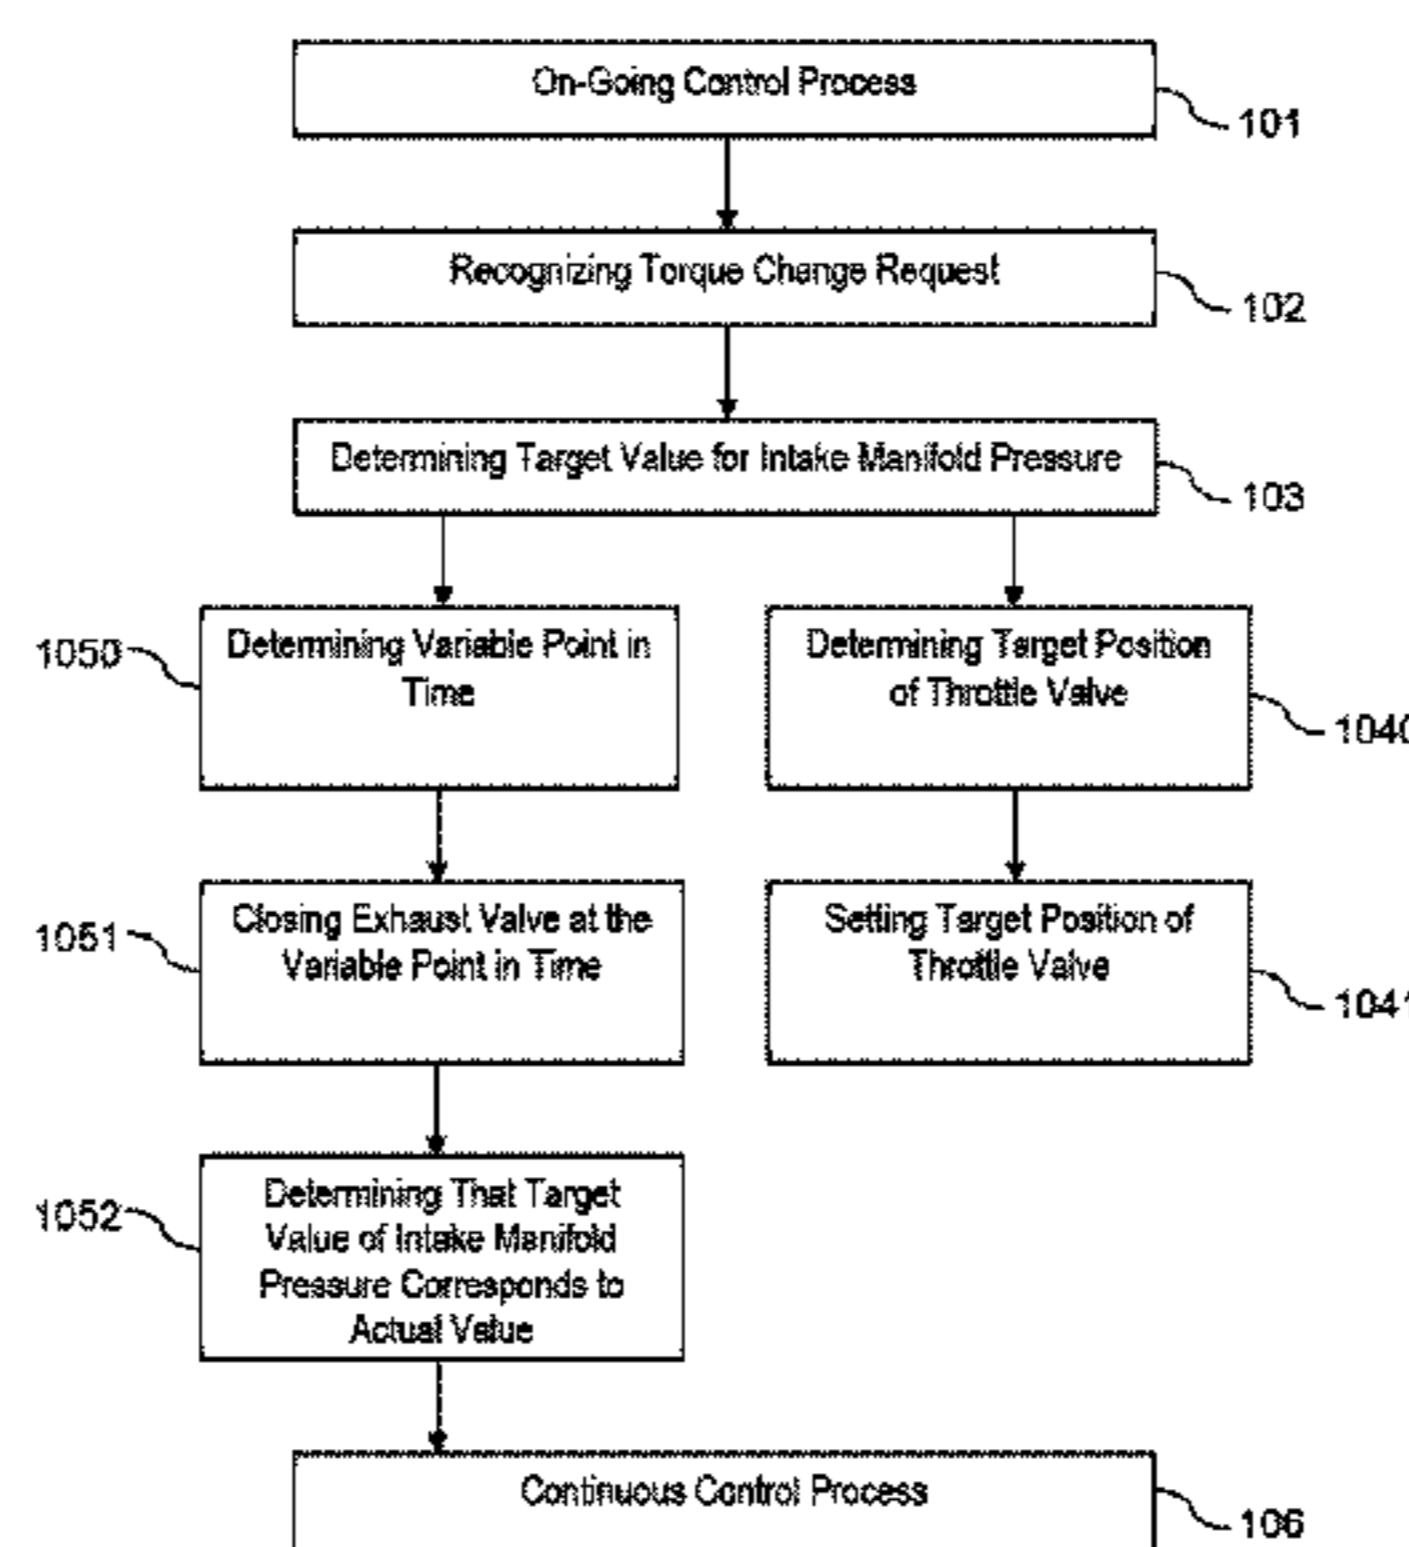 On-Going Control Process
101
Recognizing Torque Change Request
102
Determining Target Value for Intake Manifold Pressure
103
1050
Determining Variable Point in
Time
Determining Target Position
of Throttle Valve
1040
1051
Closing Exhaust Valve at the
Variable Point in Time
Setting Target Position of
Throttle Valve
1041
1052
Determining That Target
Value of Intake Manifold
Pressure Corresponds to
Actual Value
Continuous Control Process
106